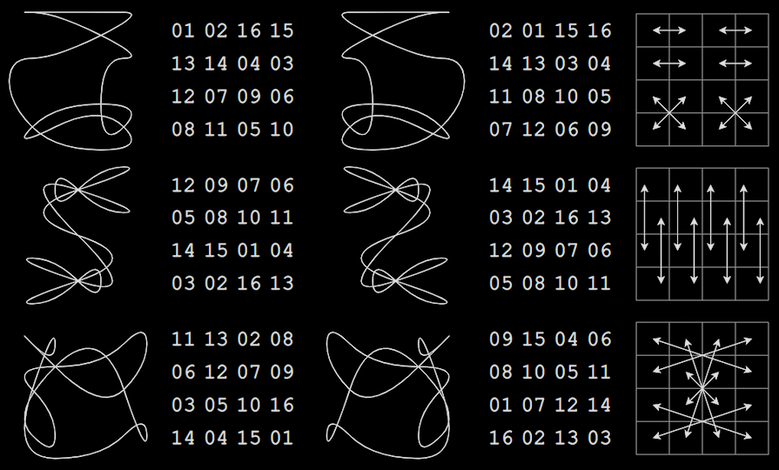 01 02 16 15 02 01 15 16
13 14 04 03 14 13 03 04
12 07 09 06 11 08 10 05
08 11 05 10 07 12 06 09
12 09 07 06 14 15 01 04
05 08 10 11 03 02 16 13
14 15 01 04 12 09 07 06
03 02 16 13 05 08 10 11
11 13 02 08 09 15 04 06
06 12 07 09 08 10 05 11
03 05 10 16 01 07 12 14
14 04 15 01 16 02 13 03